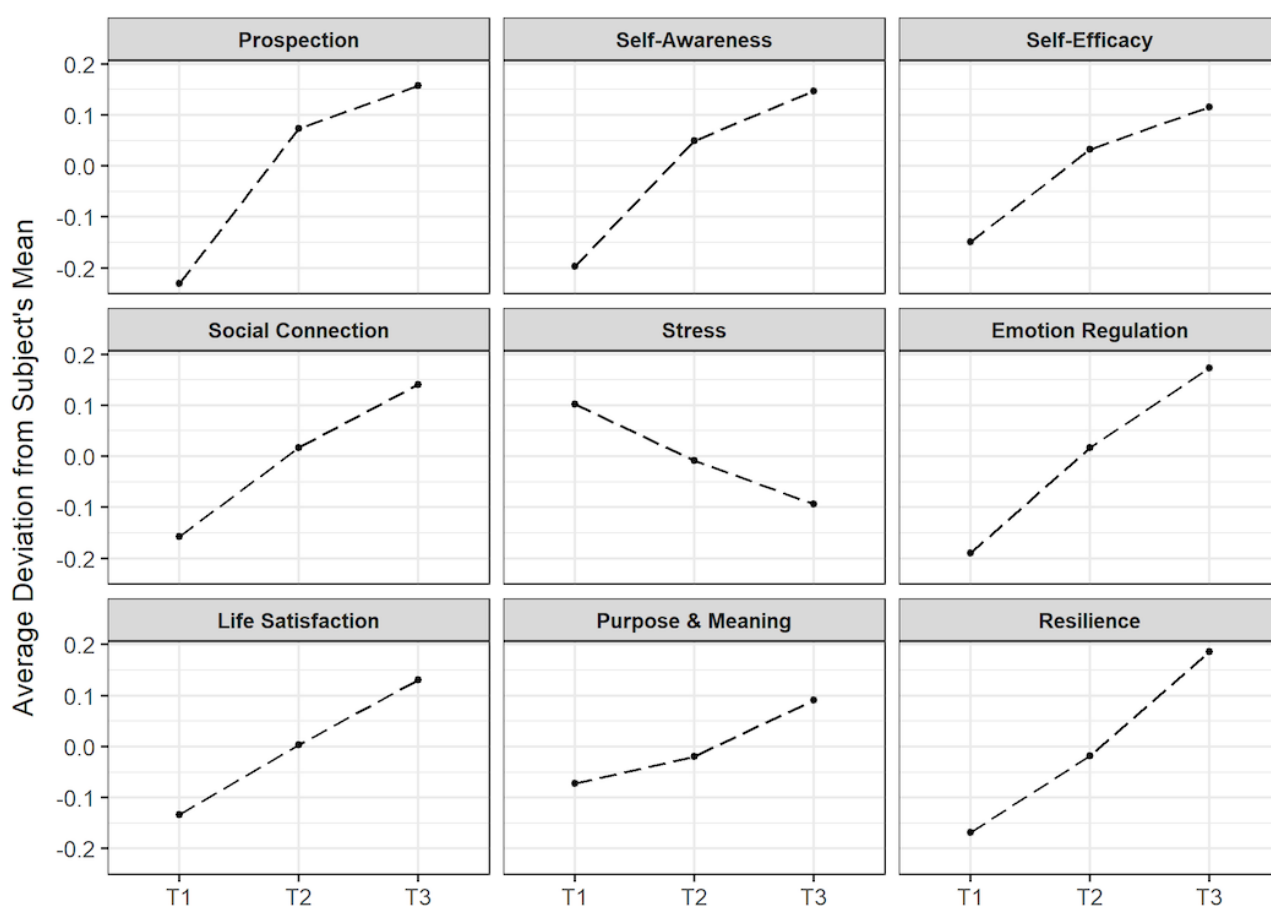 Prospection
Self-Awareness
Self-Efficacy
0.2
0.1
0.0
-0.1
-0.2
Social Connection
Stress
Emotion Regulation
0.2
0.1
0.0
-0.1
-0.2
Life Satisfaction
Purpose & Meaning
Resilience
0.2
0.1
0.0
-0.1
-0.2
Average Deviation from Subject's Mean
T1 T2 T3
T1 T2 T3
T1 T2 T3